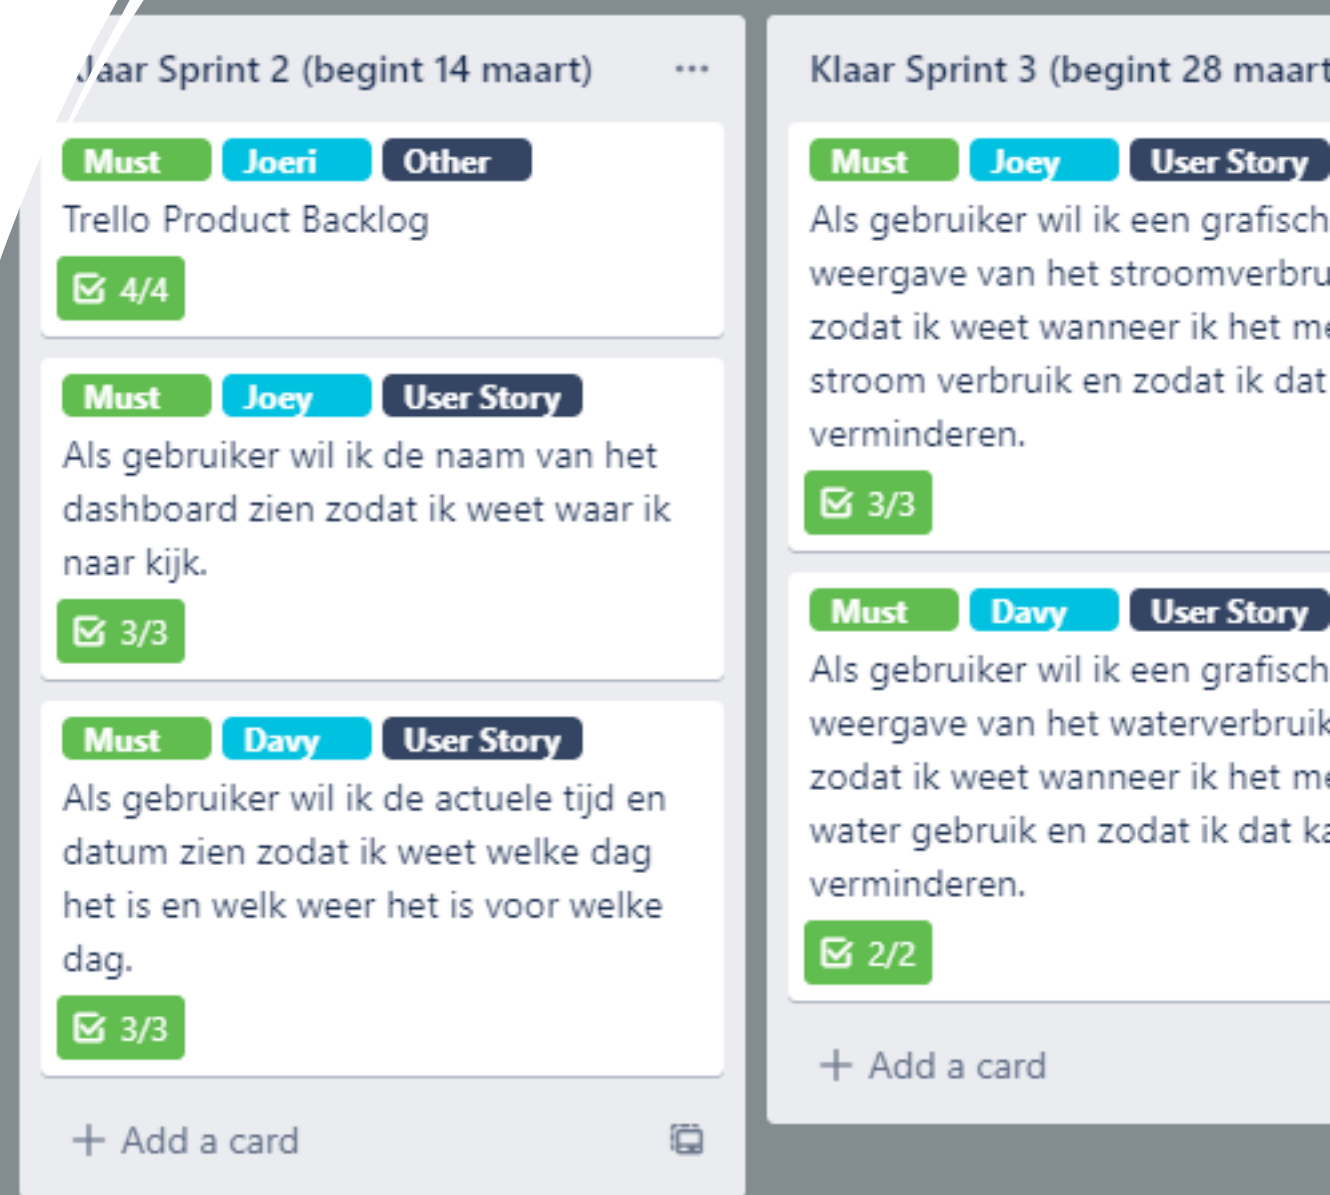 Klaar Sprint 2 (begint 14 maart)
Must Joeri Other
Trello Product Backlog
4/4
Must Joey User Story
Als gebruiker wil ik de naam van het
dashboard zien zodat ik weet waar ik
naar kijk.
3/3
Must Davy User Story
Als gebruiker wil ik de actuele tijd en
datum zien zodat ik weet welke dag
het is en welk weer het is voor welke
dag.
3/3
+ Add a card
Klaar Sprint 3 (begint 28 maart
Must Joey User Story
Als gebruiker wil ik een grafisch
weergave van het
zodat ik weet wanneer ik het
stroom verbruik en zodat ik dat
verminderen.
3/3
Must Davy User Story
Als gebruiker wil ik een grafisch
weergave van het waterverbruik
zodat ik weet wanneer ik het
water gebruik en zodat ik dat
verminderen.
2/2
+ Add a card